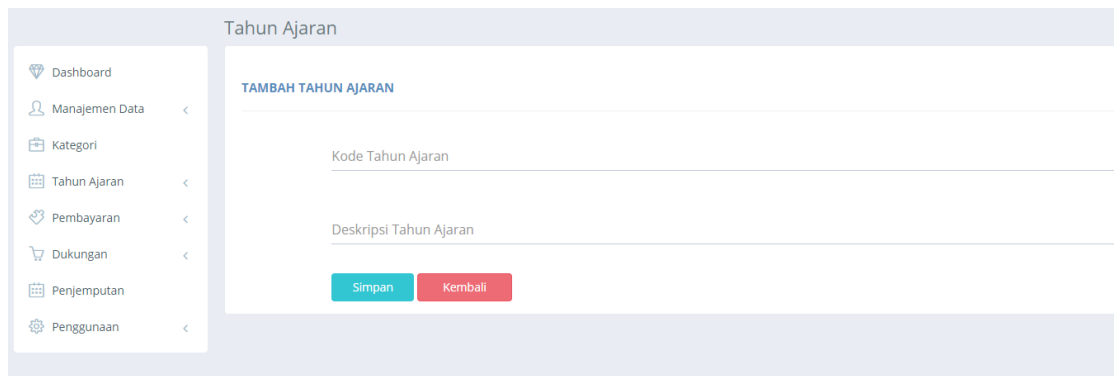 Tahun Ajaran
Dashboard
Manajemen Data
Kategori
Tahun Ajaran
Pembayaran
Dukungan
Penjemputan
Penggunaan
TAMBAH TAHUN AJARAN
Kode Tahun Ajaran
Deskripsi Tahun Ajaran
Simpan Kembali